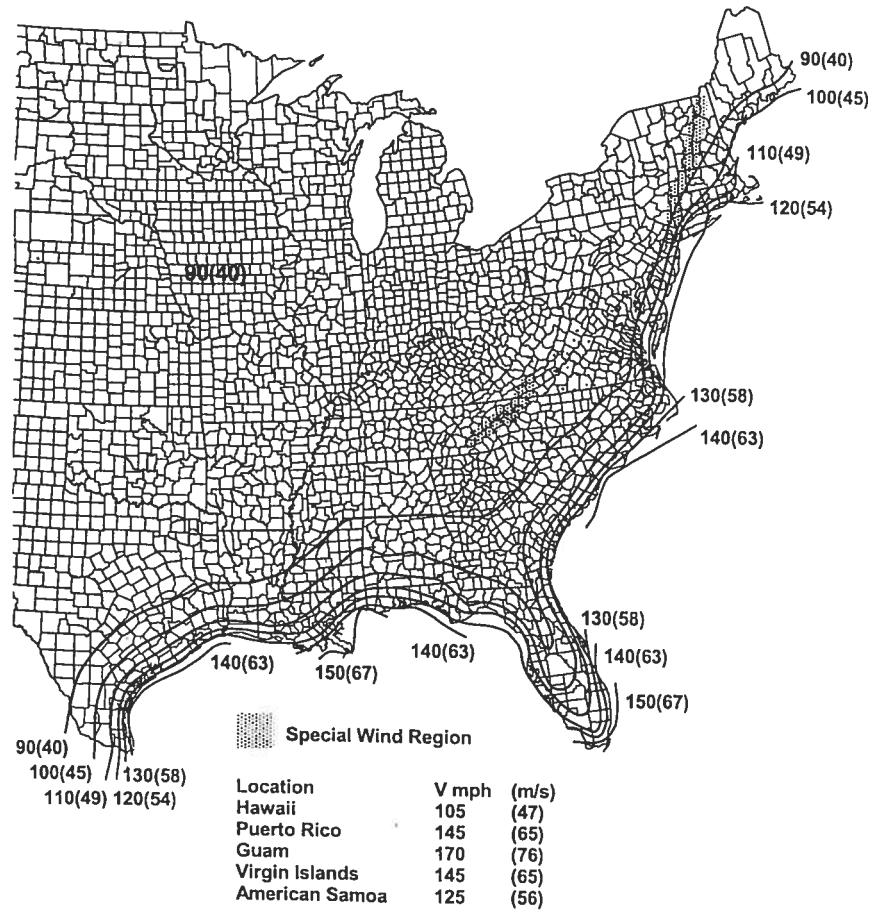 90(40)
100(45)
110(49)
120(54)
90(40)
130(58)
140(63)
130(58)
140(63)
140(63)
150(67)
140(63)
150(67)
90(40)
100(45)
130(58)
110(49) 120(54)
Special Wind Region
Location V mph (m/s)
Hawaii 105 (47)
Puerto Rico 145 (65)
Guam 170 (76)
Virgin Islands 145 (65)
American Samoa 125 (56)